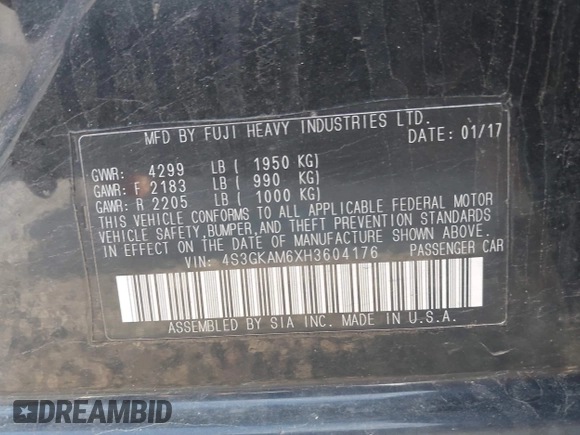 MFD BY FUJI HEAVY INDUSTRIES LTD.
DATE: 01/17
GVWR: 4299 LB ( 1950 KG)
GAWR: F 2183 LB ( 990 KG)
GAWR: R 2205 LB ( 1000 KG)
THIS VEHICLE CONFORMS TO ALL APPLICABLE FEDERAL MOTOR
VEHICLE SAFETY, BUMPER, AND THEFT PREVENTION STANDARDS
IN EFFECT ON THE DATE OF MANUFACTURE SHOWN ABOVE.
VIN: 4S3GKAM6XH3604176 PASSENGER CAR
ASSEMBLED BY SIA INC. MADE IN U.S.A.
DREAMBID